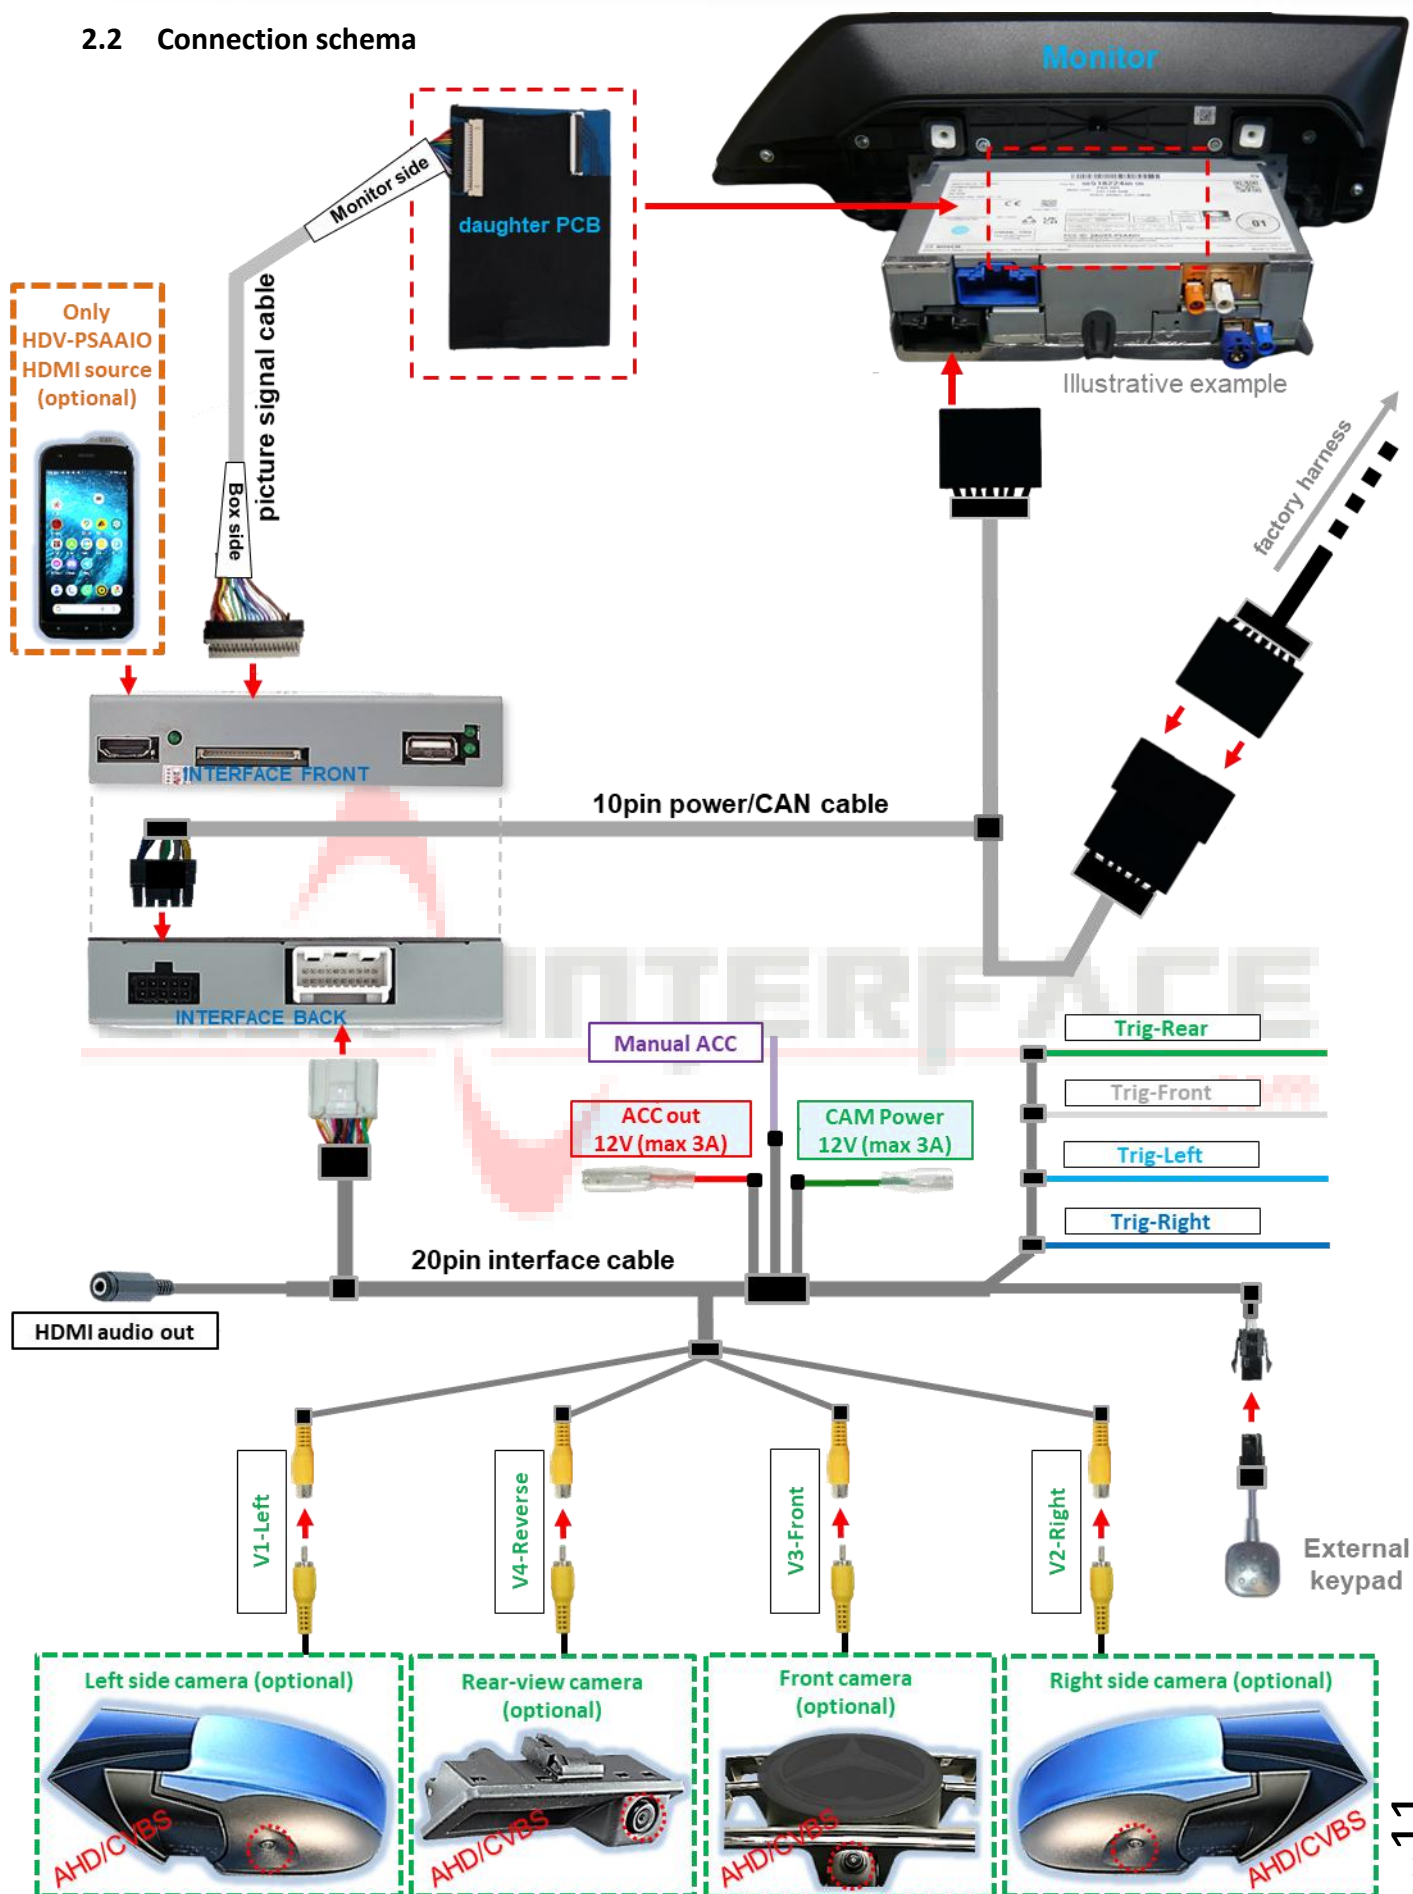 2.2 Connection schema
Monitor
Monitor side
daughter PCB
01
Illustrative example
Only
HDV-PSAAIO
HDMI source
(optional)
picture signal cable
Box side
factory harness
INTERFACE FRONT
10pin power/CAN cable
INTERFACE BACK
INTERFACE
Manual ACC
ACC out
12V (max 3A)
CAM Power
12V (max 3A)
Trig-Rear
Trig-Front
Trig-Left
Trig-Right
20pin interface cable
HDMI audio out
V1-Left
V4-Reverse
V3-Front
V2-Right
External
keypad
Left side camera (optional)
Rear-view camera
(optional)
Front camera
(optional)
Right side camera (optional)
AHD/CVBS
AHD/CVBS
AHD/CVBS
AHD/CVBS
11